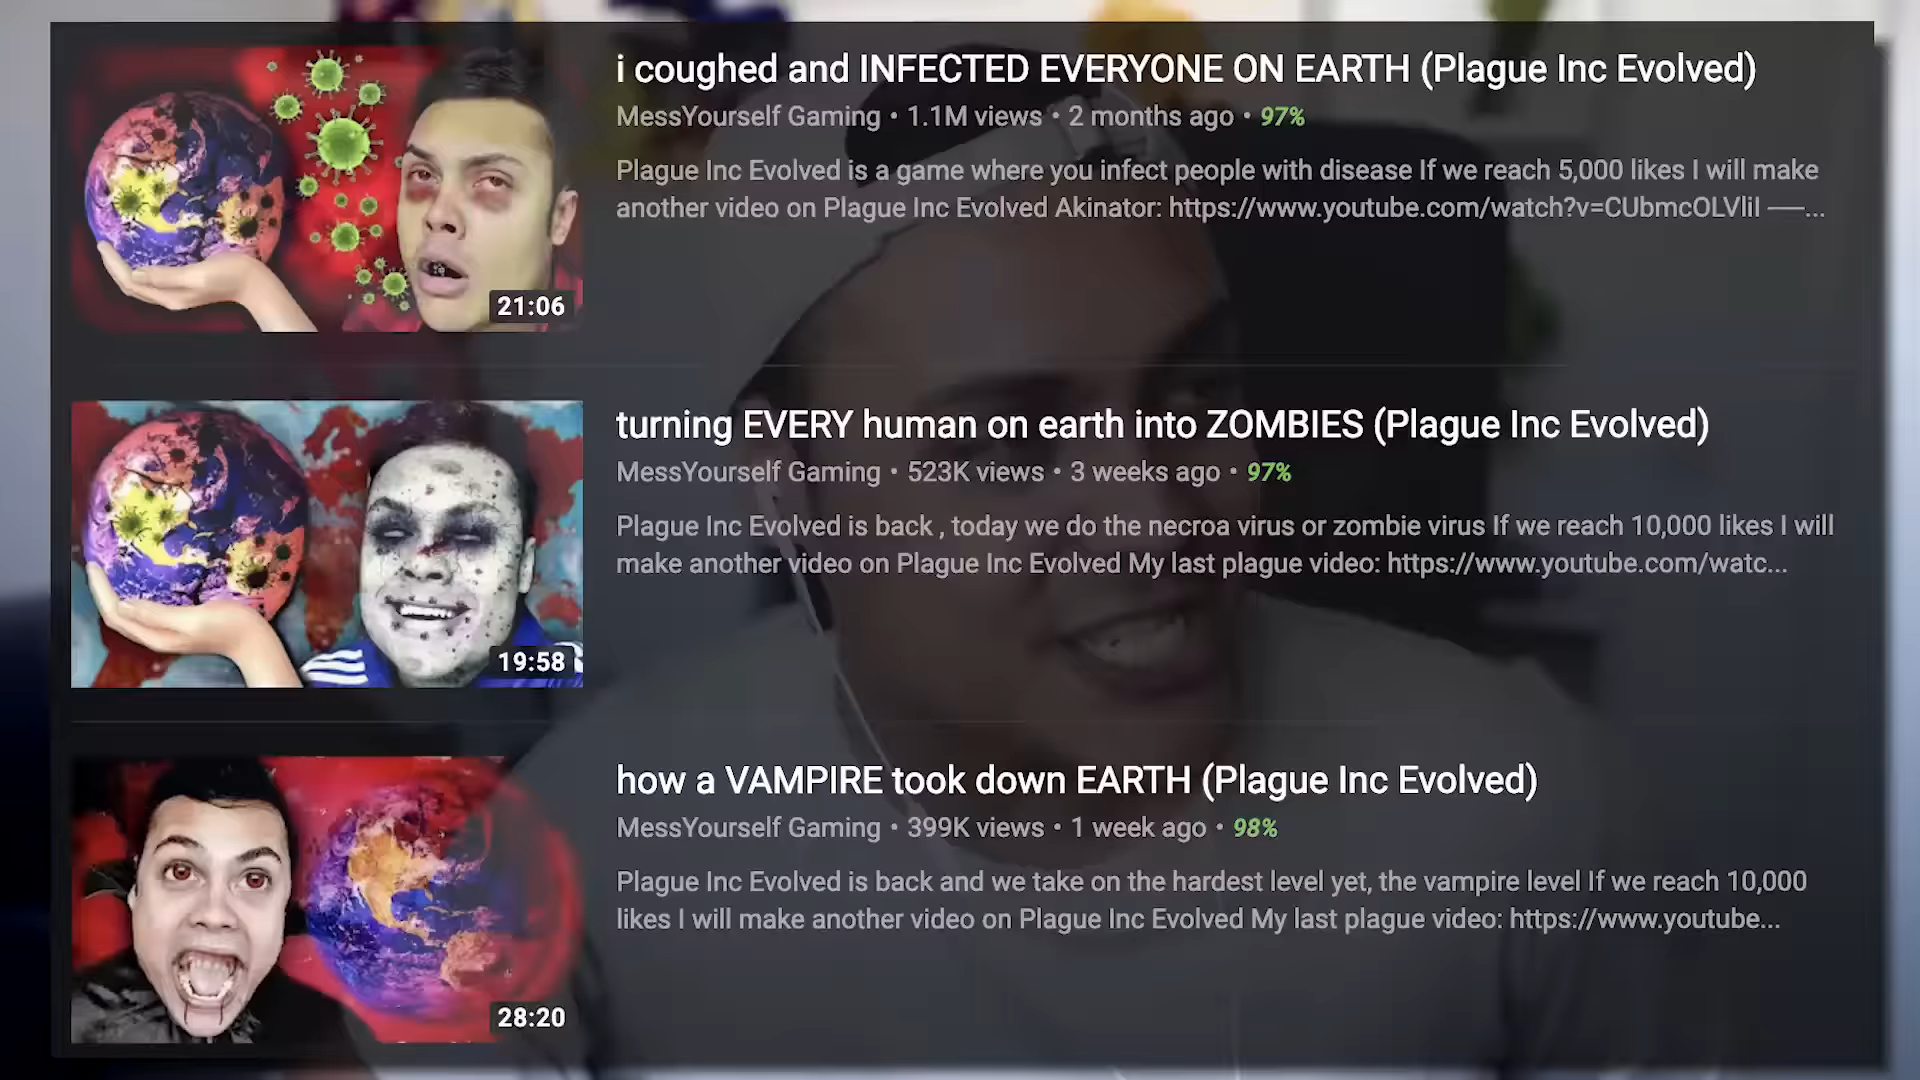 i coughed and INFECTED EVERYONE ON EARTH (Plague Inc Evolved)
MessYourself Gaming • 1.1M views • 2 months ago • 97%
Plague Inc Evolved is a game where you infect people with disease If we reach 5,000 likes I will make
another video on Plague Inc Evolved Akinator: https://www.youtube.com/watch?v=CUbmcOLVliI —–...
21:06
turning EVERY human on earth into ZOMBIES (Plague Inc Evolved)
MessYourself Gaming • 523K views • 3 weeks ago • 97%
Plague Inc Evolved is back , today we do the necroa virus or zombie virus If we reach 10,000 likes I will
make another video on Plague Inc Evolved My last plague video: https://www.youtube.com/watc...
19:58
how a VAMPIRE took down EARTH (Plague Inc Evolved)
MessYourself Gaming • 399K views • 1 week ago • 98%
Plague Inc Evolved is back and we take on the hardest level yet, the vampire level If we reach 10,000
likes I will make another video on Plague Inc Evolved My last plague video: https://www.youtube...
28:20